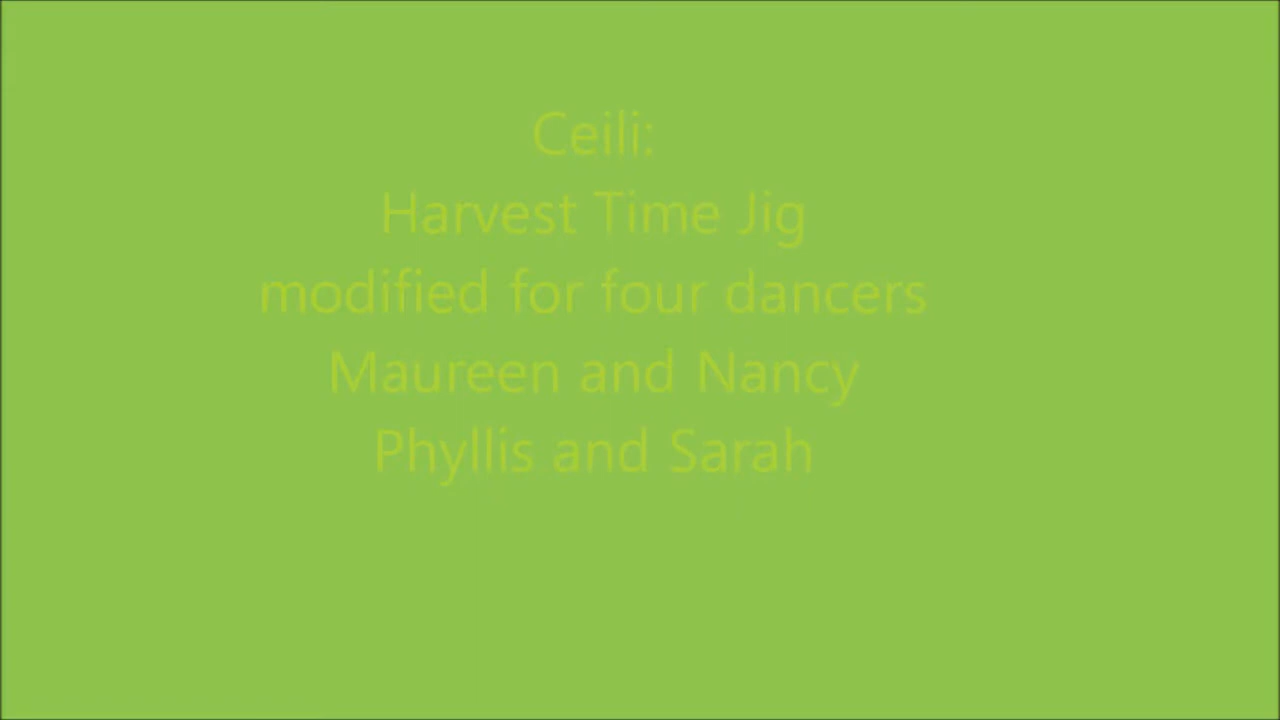 Ceili:
Harvest Time Jig
modified for four dancers
Maureen and Nancy
Phyllis and Sarah